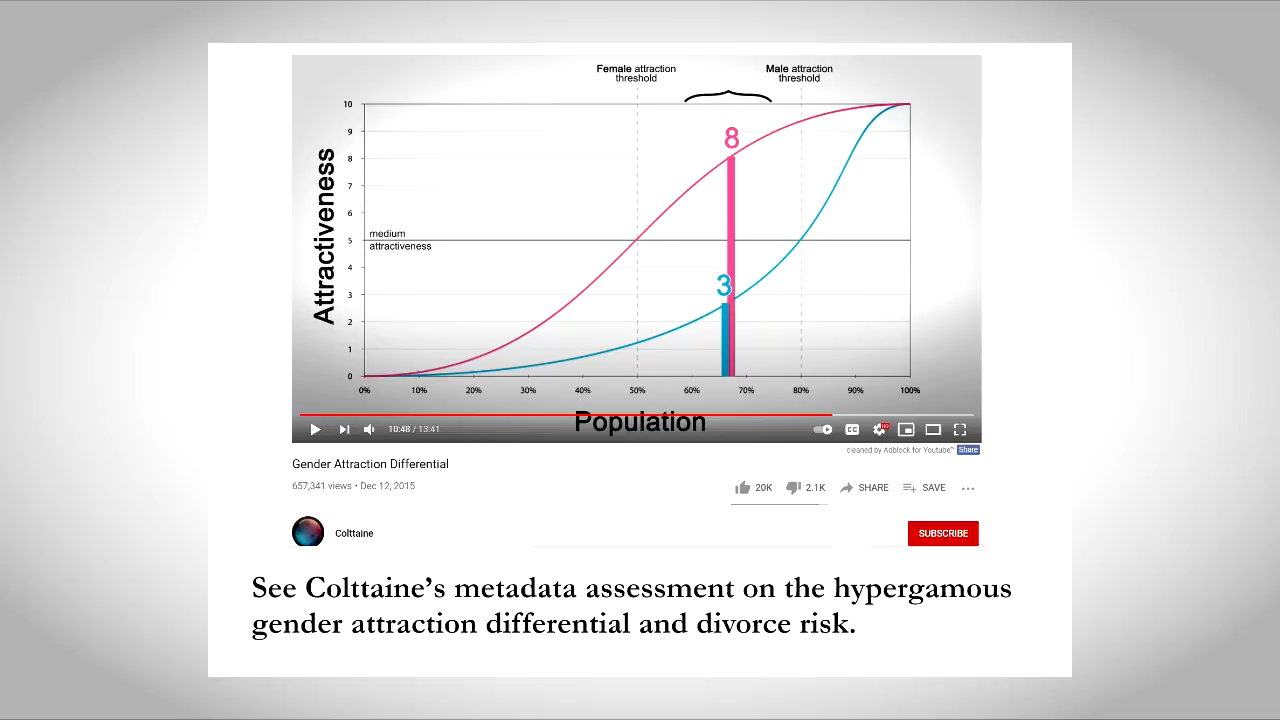 Female attraction
threshold
Male attraction
threshold
10
9
8
7
6
5
4
3
2
1
0
Attractiveness
medium
attractiveness
8
3
0%
10%
20%
30%
40%
50%
60%
70%
80%
90%
100%
Population
10:48 / 13:41
CC
HD
cleaned by Adblock for Youtube™ Share
Gender Attraction Differential
657,341 views • Dec 12, 2015
20K
2.1K
SHARE
SAVE
Colttaine
SUBSCRIBE
See Colttaine's metadata assessment on the hypergamous
gender attraction differential and divorce risk.